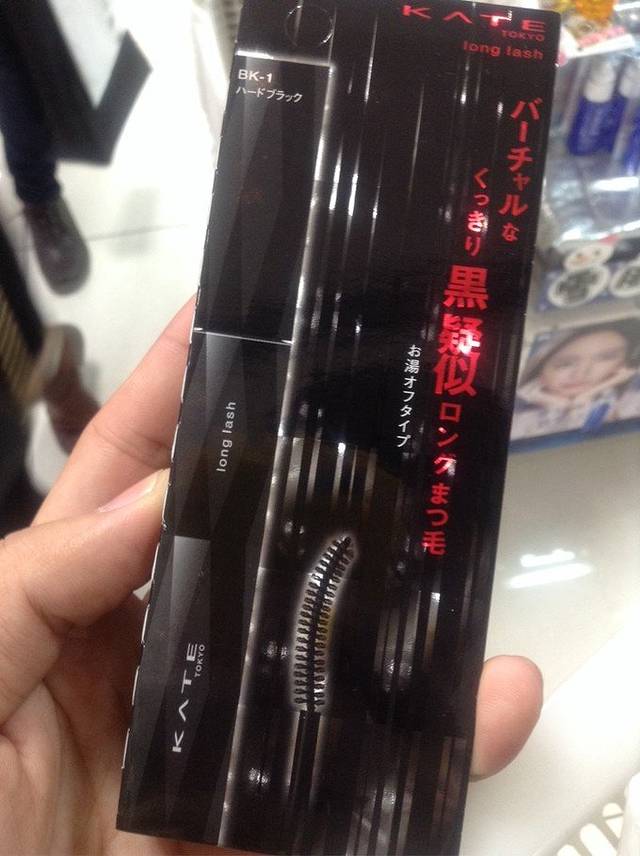 KATE
TOKYO
long lash
BK-1
ハードブラック
バーチャルな
くっきり
黒疑似ロングまつ毛
お湯オフタイプ
long lash
KATE
TOKYO